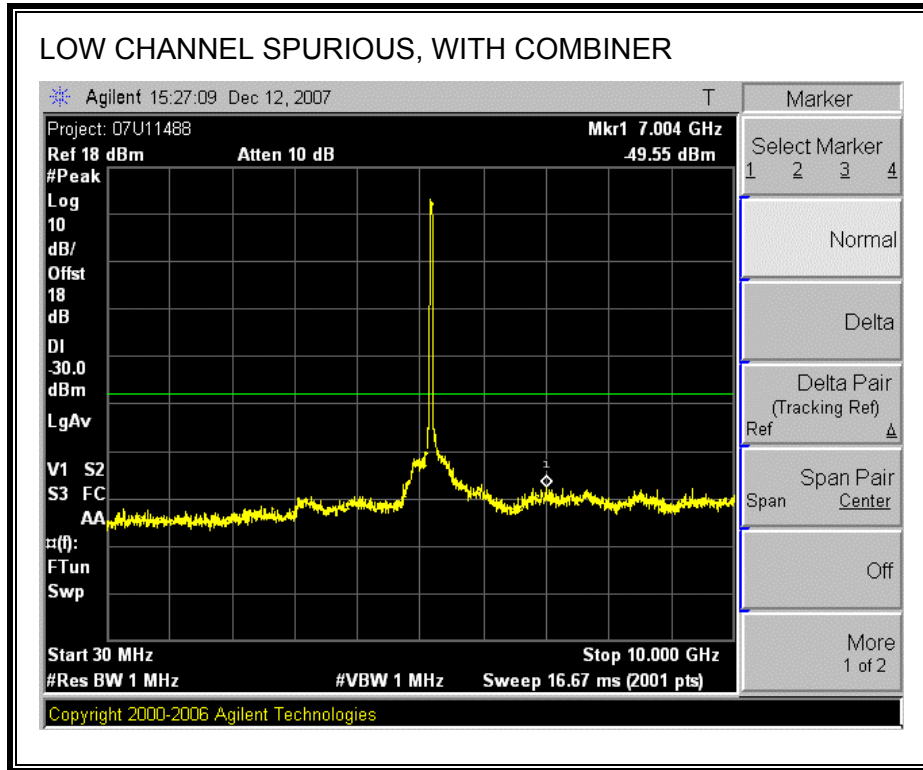 LOW CHANNEL SPURIOUS, WITH COMBINER
Agilent 15:27:09 Dec 12, 2007 T
Project: 07U11488 Mkr1 7.004 GHz
Ref 18 dBm Atten 10 dB -49.55 dBm
#Peak
Log
10
dB/
Offst
18
dB
DI
-30.0
dBm
LgAv
V1 S2
S3 FC
AA
¤(f):
FTun
Swp
1
Start 30 MHz Stop 10.000 GHz
#Res BW 1 MHz #VBW 1 MHz Sweep 16.67 ms (2001 pts)
Copyright 2000-2006 Agilent Technologies
Marker
Select Marker
1 2 3 4
Normal
Delta
Delta Pair
(Tracking Ref)
Ref Δ
Span Pair
Span Center
Off
More
1 of 2